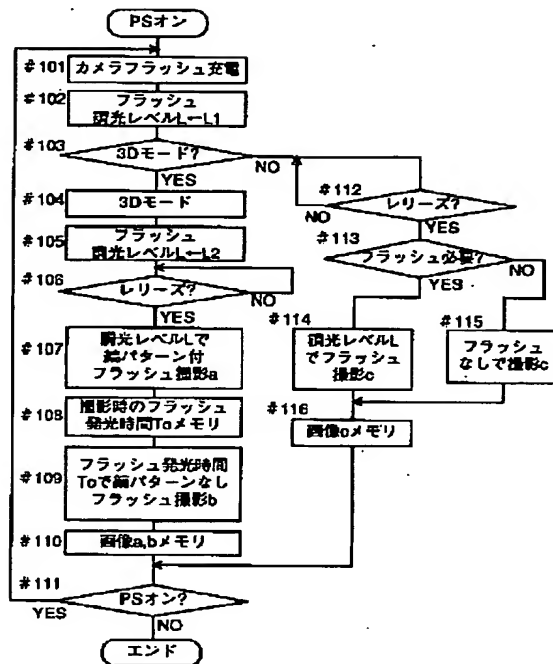 PSオン
#101 カメラフラッシュ充電
#102 フラッシュ
調光レベルL←L1
#103 3Dモード?
NO
YES
#104 3Dモード
#105 フラッシュ
調光レベルL←L2
#106 レリーズ?
NO
YES
#107 調光レベルLで
縞パターン付
フラッシュ撮影a
#108 撮影時のフラッシュ
発光時間Taメモリ
#109 フラッシュ発光時間
Taで縞パターンなし
フラッシュ撮影b
#110 画像a,bメモリ
#111 PSオン?
YES
NO
エンド
#112 レリーズ?
NO
YES
#113 フラッシュ必要?
NO
YES
#114 調光レベルL
でフラッシュ
撮影c
#115 フラッシュ
なしで撮影c
#116 画像cメモリ